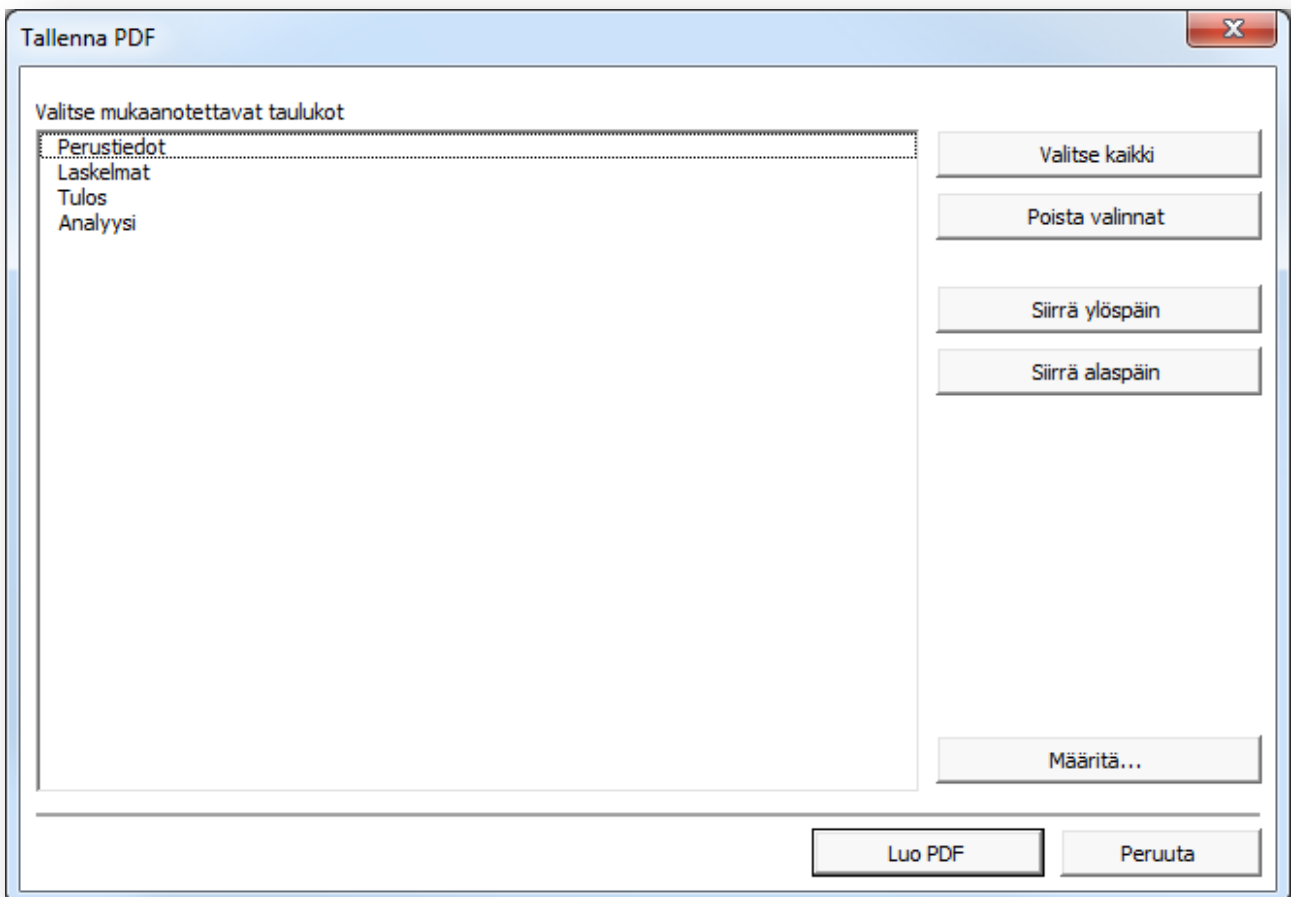 Tallenna PDF
Valitse mukaanotettavat taulukot
Perustiedot
Laskelmat
Tulos
Analyysi
Valitse kaikki
Poista valinnat
Siirrä ylöspäin
Siirrä alaspäin
Määritä...
Luo PDF
Peruuta